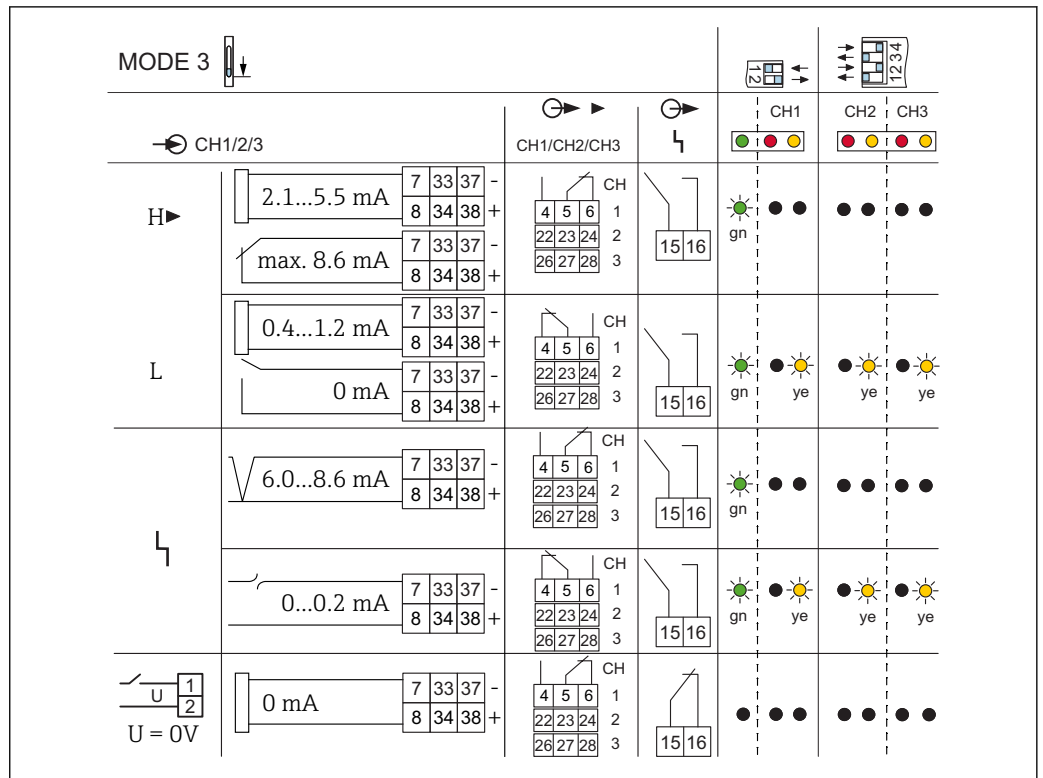 MODE 3
1 2
1 2 3 4
CH1 CH2 CH3
CH1/2/3 CH1/CH2/CH3
H 2.1...5.5 mA 7 33 37 -
8 34 38 +
CH
4 5 6 1
22 23 24 2
26 27 28 3
15 16
gn
max. 8.6 mA 7 33 37 -
8 34 38 +
L 0.4...1.2 mA 7 33 37 -
8 34 38 +
CH
4 5 6 1
22 23 24 2
26 27 28 3
15 16
gn ye ye ye
0 mA 7 33 37 -
8 34 38 +
6.0...8.6 mA 7 33 37 -
8 34 38 +
CH
4 5 6 1
22 23 24 2
26 27 28 3
15 16
gn
0...0.2 mA 7 33 37 -
8 34 38 +
CH
4 5 6 1
22 23 24 2
26 27 28 3
15 16
gn ye ye ye
U 1
2
U = 0V
0 mA 7 33 37 -
8 34 38 +
CH
4 5 6 1
22 23 24 2
26 27 28 3
15 16